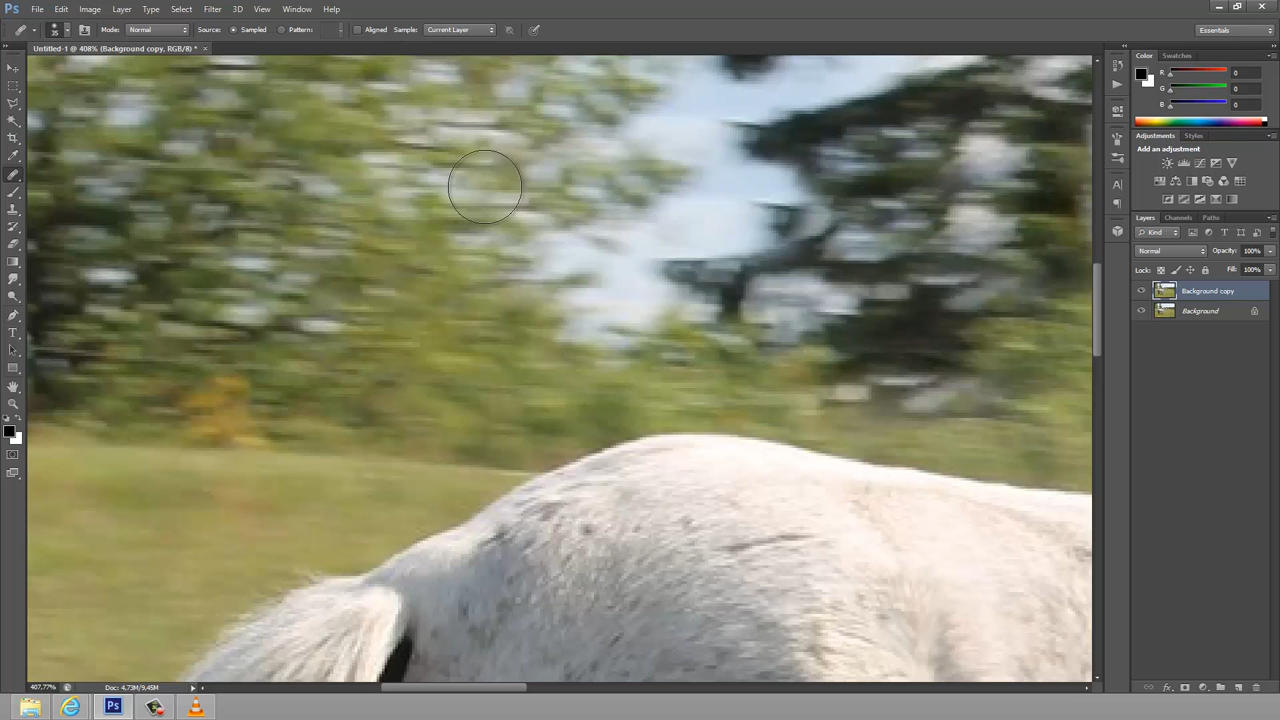 Ps File Edit Image Layer Type Select Filter 3D View Window Help
35 Mode: Normal Source: Sampled Pattern: Aligned Sample: Current Layer Essentials
Untitled-1 @ 408% (Background copy, RGB/8) * ×
Color Swatches
R 0
G 0
B 0
Adjustments Styles
Add an adjustment
Layers Channels Paths
Kind
Normal Opacity: 100%
Lock: Fill: 100%
Background copy
Background
407,77% Doc: 4,73M/9,45M
Ps